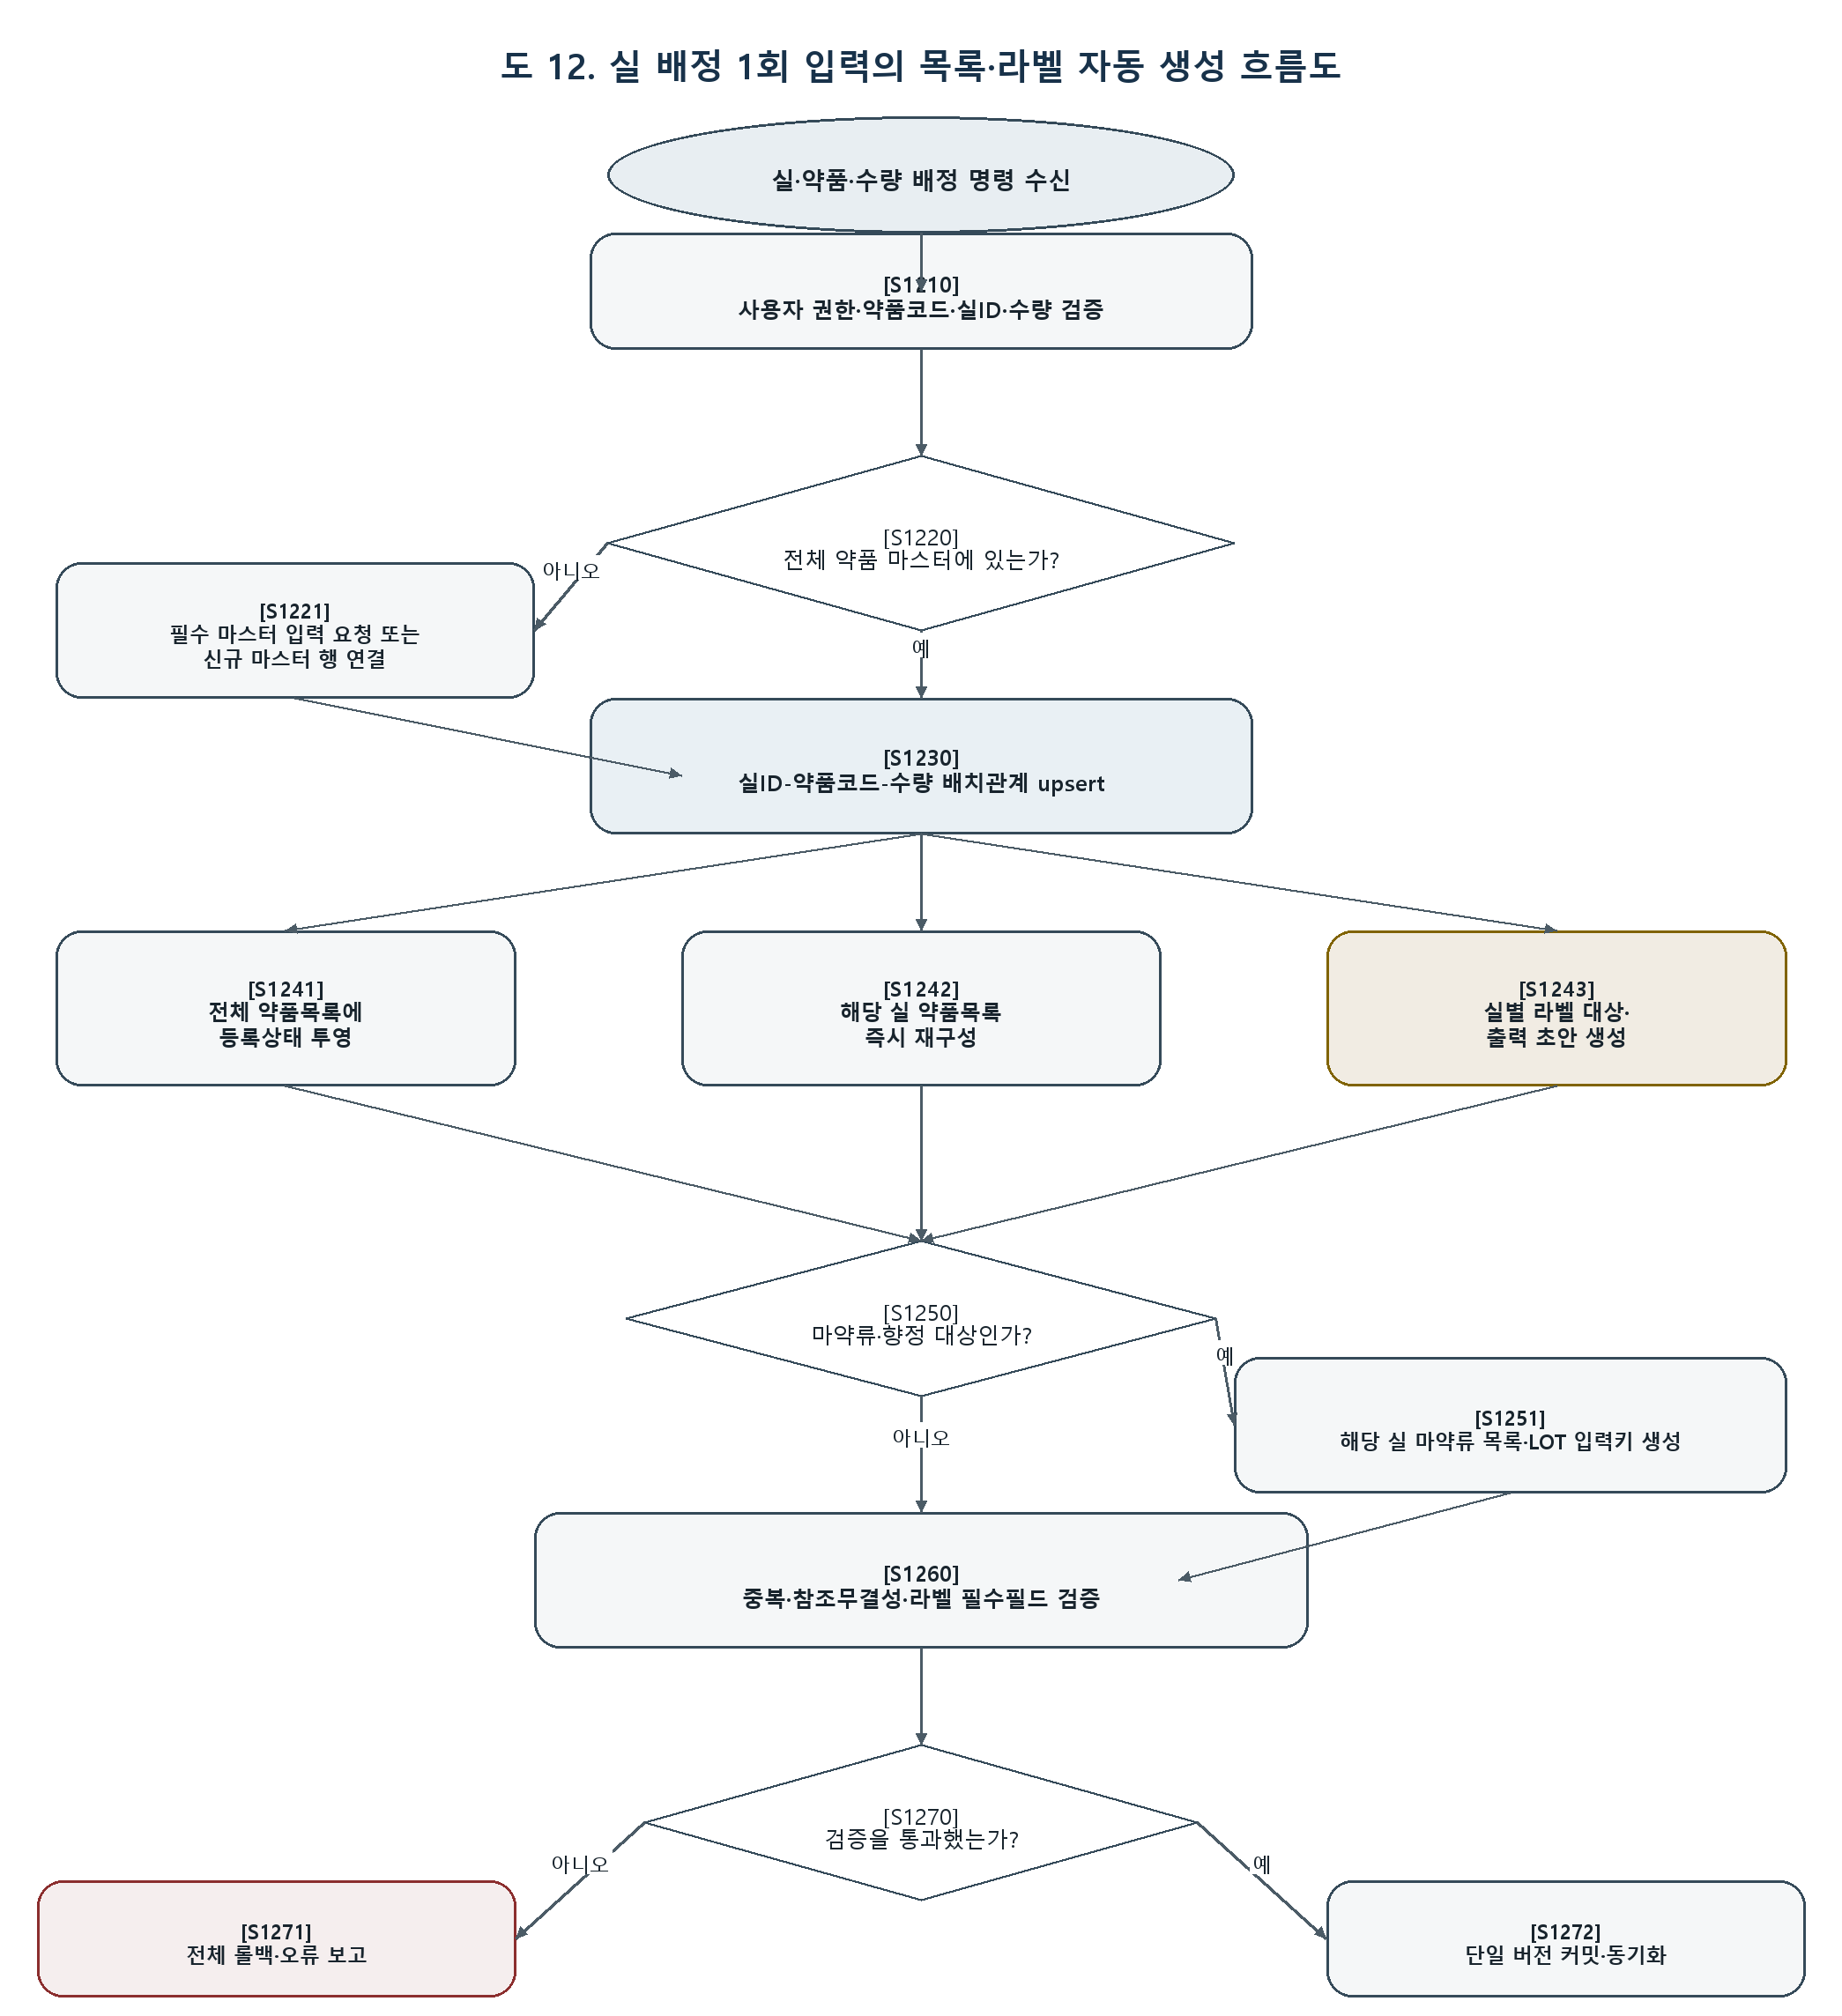 도 12. 실 배정 1회 입력의 목록·라벨 자동 생성 흐름도
실·약품·수량 배정 명령 수신
[S1210]
사용자 권한·약품코드·실ID·수량 검증
[S1220]
전체 약품 마스터에 있는가?
아니오
[S1221]
필수 마스터 입력 요청 또는
신규 마스터 행 연결
예
[S1230]
실ID-약품코드-수량 배치관계 upsert
[S1241]
전체 약품목록에
등록상태 투영
[S1242]
해당 실 약품목록
즉시 재구성
[S1243]
실별 라벨 대상·
출력 초안 생성
[S1250]
마약류·향정 대상인가?
예
아니오
[S1251]
해당 실 마약류 목록·LOT 입력키 생성
[S1260]
중복·참조무결성·라벨 필수필드 검증
[S1270]
검증을 통과했는가?
아니오
예
[S1271]
전체 롤백·오류 보고
[S1272]
단일 버전 커밋·동기화